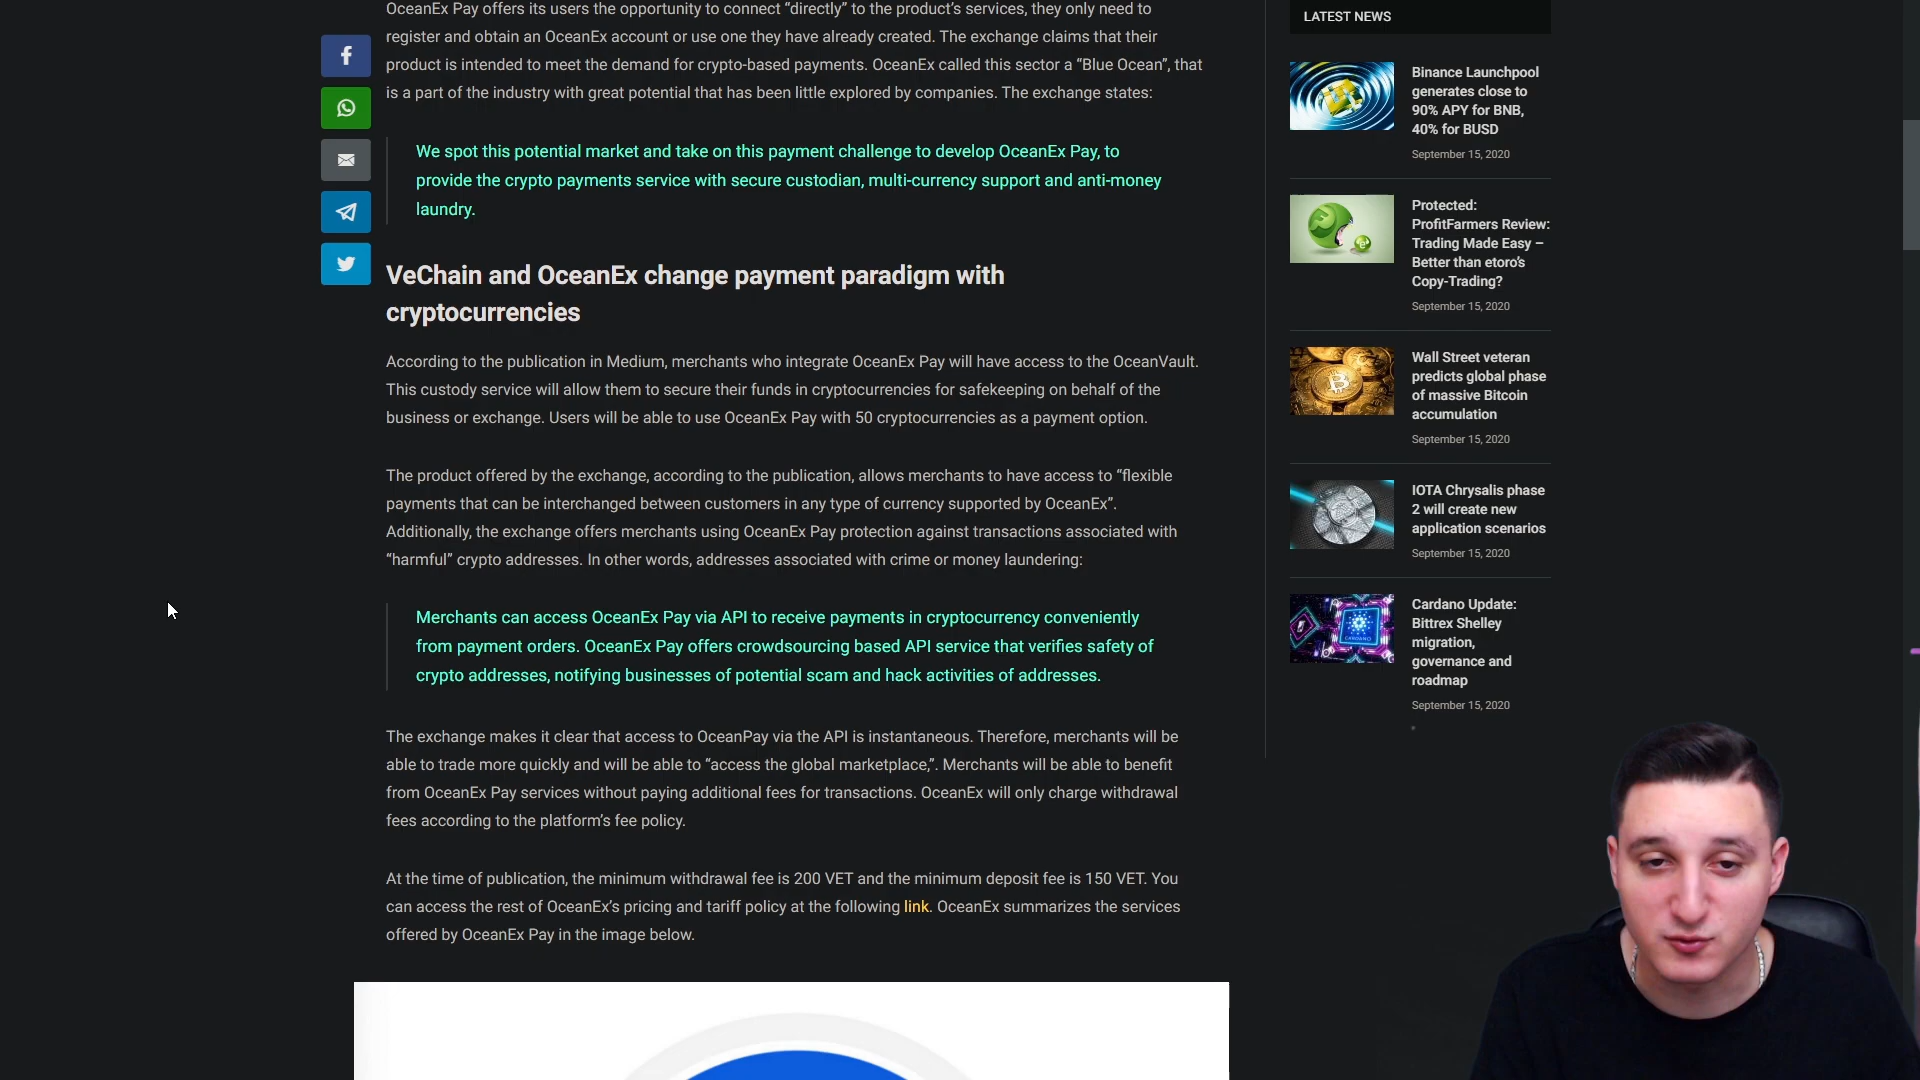 OceanEx Pay offers its users the opportunity to connect “directly” to the product’s services, they only need to
register and obtain an OceanEx account or use one they have already created. The exchange claims that their
product is intended to meet the demand for crypto-based payments. OceanEx called this sector a “Blue Ocean”, that
is a part of the industry with great potential that has been little explored by companies. The exchange states:
We spot this potential market and take on this payment challenge to develop OceanEx Pay, to
provide the crypto payments service with secure custodian, multi-currency support and anti-money
laundry.
VeChain and OceanEx change payment paradigm with
cryptocurrencies
According to the publication in Medium, merchants who integrate OceanEx Pay will have access to the OceanVault.
This custody service will allow them to secure their funds in cryptocurrencies for safekeeping on behalf of the
business or exchange. Users will be able to use OceanEx Pay with 50 cryptocurrencies as a payment option.
The product offered by the exchange, according to the publication, allows merchants to have access to “flexible
payments that can be interchanged between customers in any type of currency supported by OceanEx”.
Additionally, the exchange offers merchants using OceanEx Pay protection against transactions associated with
“harmful” crypto addresses. In other words, addresses associated with crime or money laundering:
Merchants can access OceanEx Pay via API to receive payments in cryptocurrency conveniently
from payment orders. OceanEx Pay offers crowdsourcing based API service that verifies safety of
crypto addresses, notifying businesses of potential scam and hack activities of addresses.
The exchange makes it clear that access to OceanPay via the API is instantaneous. Therefore, merchants will be
able to trade more quickly and will be able to “access the global marketplace,”. Merchants will be able to benefit
from OceanEx Pay services without paying additional fees for transactions. OceanEx will only charge withdrawal
fees according to the platform’s fee policy.
At the time of publication, the minimum withdrawal fee is 200 VET and the minimum deposit fee is 150 VET. You
can access the rest of OceanEx’s pricing and tariff policy at the following link. OceanEx summarizes the services
offered by OceanEx Pay in the image below.
LATEST NEWS
Binance Launchpool
generates close to
90% APY for BNB,
40% for BUSD
September 15, 2020
Protected:
ProfitFarmers Review:
Trading Made Easy –
Better than etoro’s
Copy-Trading?
September 15, 2020
Wall Street veteran
predicts global phase
of massive Bitcoin
accumulation
September 15, 2020
IOTA Chrysalis phase
2 will create new
application scenarios
September 15, 2020
Cardano Update:
Bittrex Shelley
migration,
governance and
roadmap
September 15, 2020
CARDANO